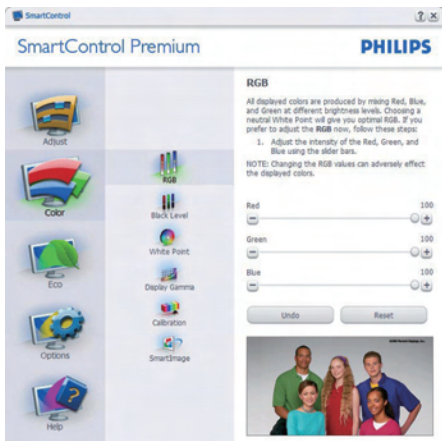 SmartControl
SmartControl Premium
PHILIPS
Adjust
Color
Eco
Options
Help
RGB
Black Level
White Point
Display Gamma
Calibration
SmartImage
RGB
All displayed colors are produced by mixing Red, Blue,
and Green at different brightness levels. Choosing a
neutral White Point will give you optimal RGB. If you
prefer to adjust the RGB now, follow these steps:
1. Adjust the intensity of the Red, Green, and
Blue using the slider bars.
NOTE: Changing the RGB values can adversely effect
the displayed colors.
Red 100
Green 100
Blue 100
Undo Reset